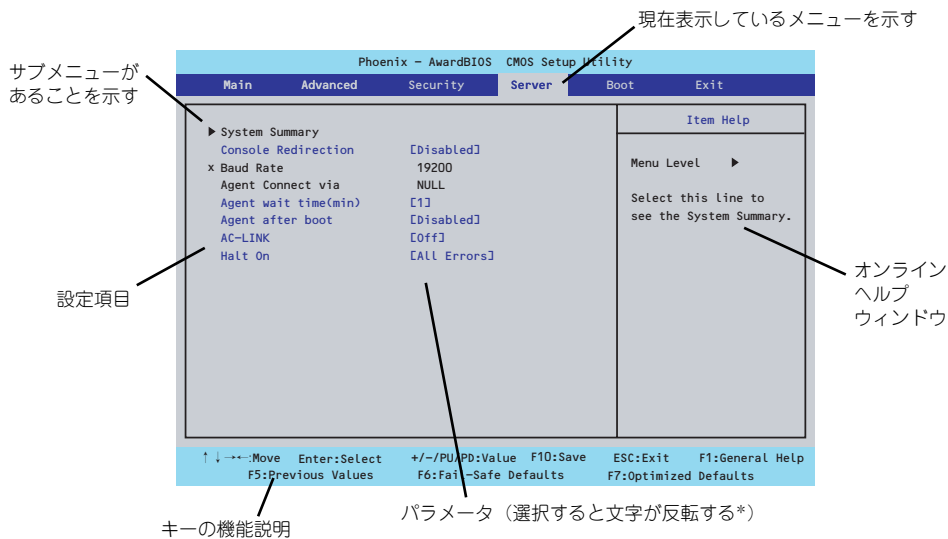 現在表示しているメニューを示す
サブメニューが
あることを示す
Phoenix - AwardBIOS CMOS Setup Utility
Main Advanced Security Server Boot Exit
▶ System Summary
Console Redirection [Disabled]
x Baud Rate 19200
Agent Connect via NULL
Agent wait time(min) [1]
Agent after boot [Disabled]
AC-LINK [Off]
Halt On [All Errors]
Item Help
Menu Level ▶
Select this line to
see the System Summary.
設定項目
オンライン
ヘルプ
ウィンドウ
↑↓→←:Move Enter:Select +/-/PU/PD:Value F10:Save ESC:Exit F1:General Help
F5:Previous Values F6:Fail-Safe Defaults F7:Optimized Defaults
キーの機能説明
パラメータ（選択すると文字が反転する*）